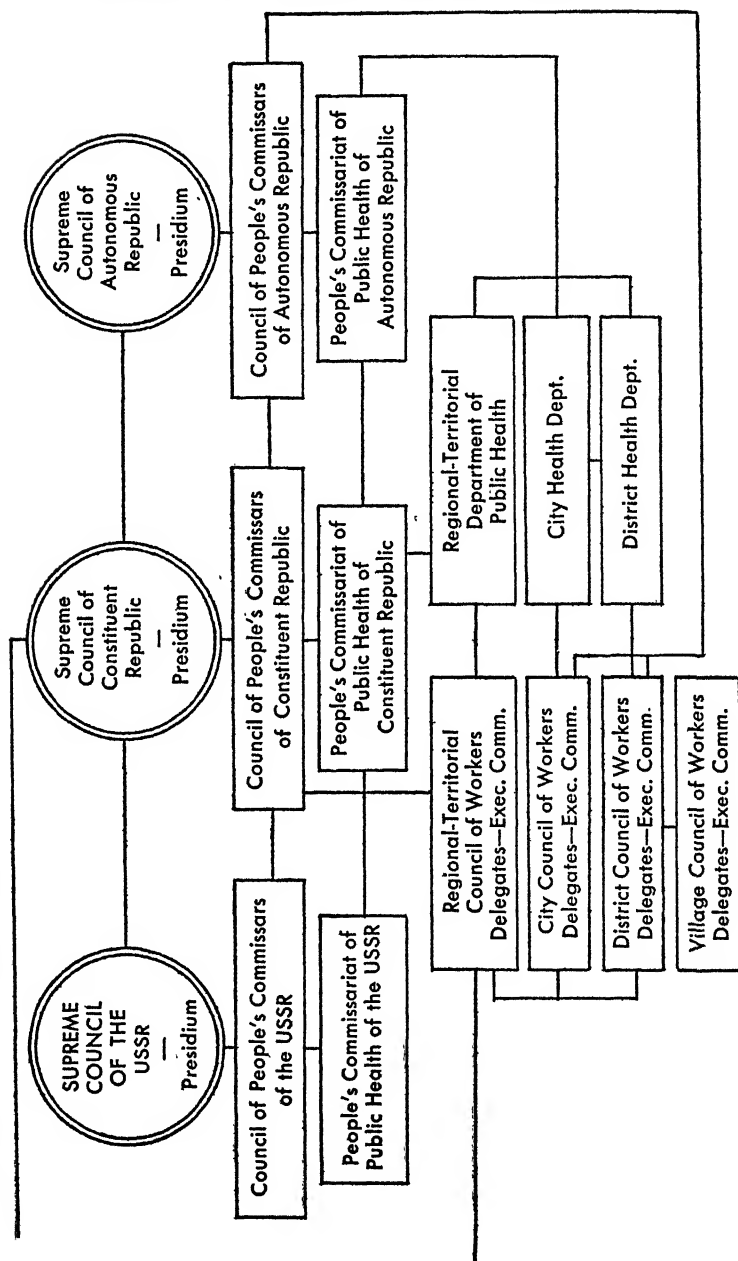 SUPREME
COUNCIL
OF THE
USSR
—
Presidium
Supreme
Council of
Constituent
Republic
—
Presidium
Supreme
Council of
Autonomous
Republic
—
Presidium
Council of People's Commissars
of the USSR
Council of People's Commissars
of Constituent Republic
Council of People's Commissars
of Autonomous Republic
People's Commissariat of
Public Health of the USSR
People's Commissariat of
Public Health of
Constituent Republic
People's Commissariat of
Public Health of
Autonomous Republic
Regional-Territorial
Council of Workers
Delegates—Exec. Comm.
Regional-Territorial
Department of
Public Health
City Council of Workers
Delegates—Exec. Comm.
City Health Dept.
District Council of Workers
Delegates—Exec. Comm.
District Health Dept.
Village Council of Workers
Delegates—Exec. Comm.